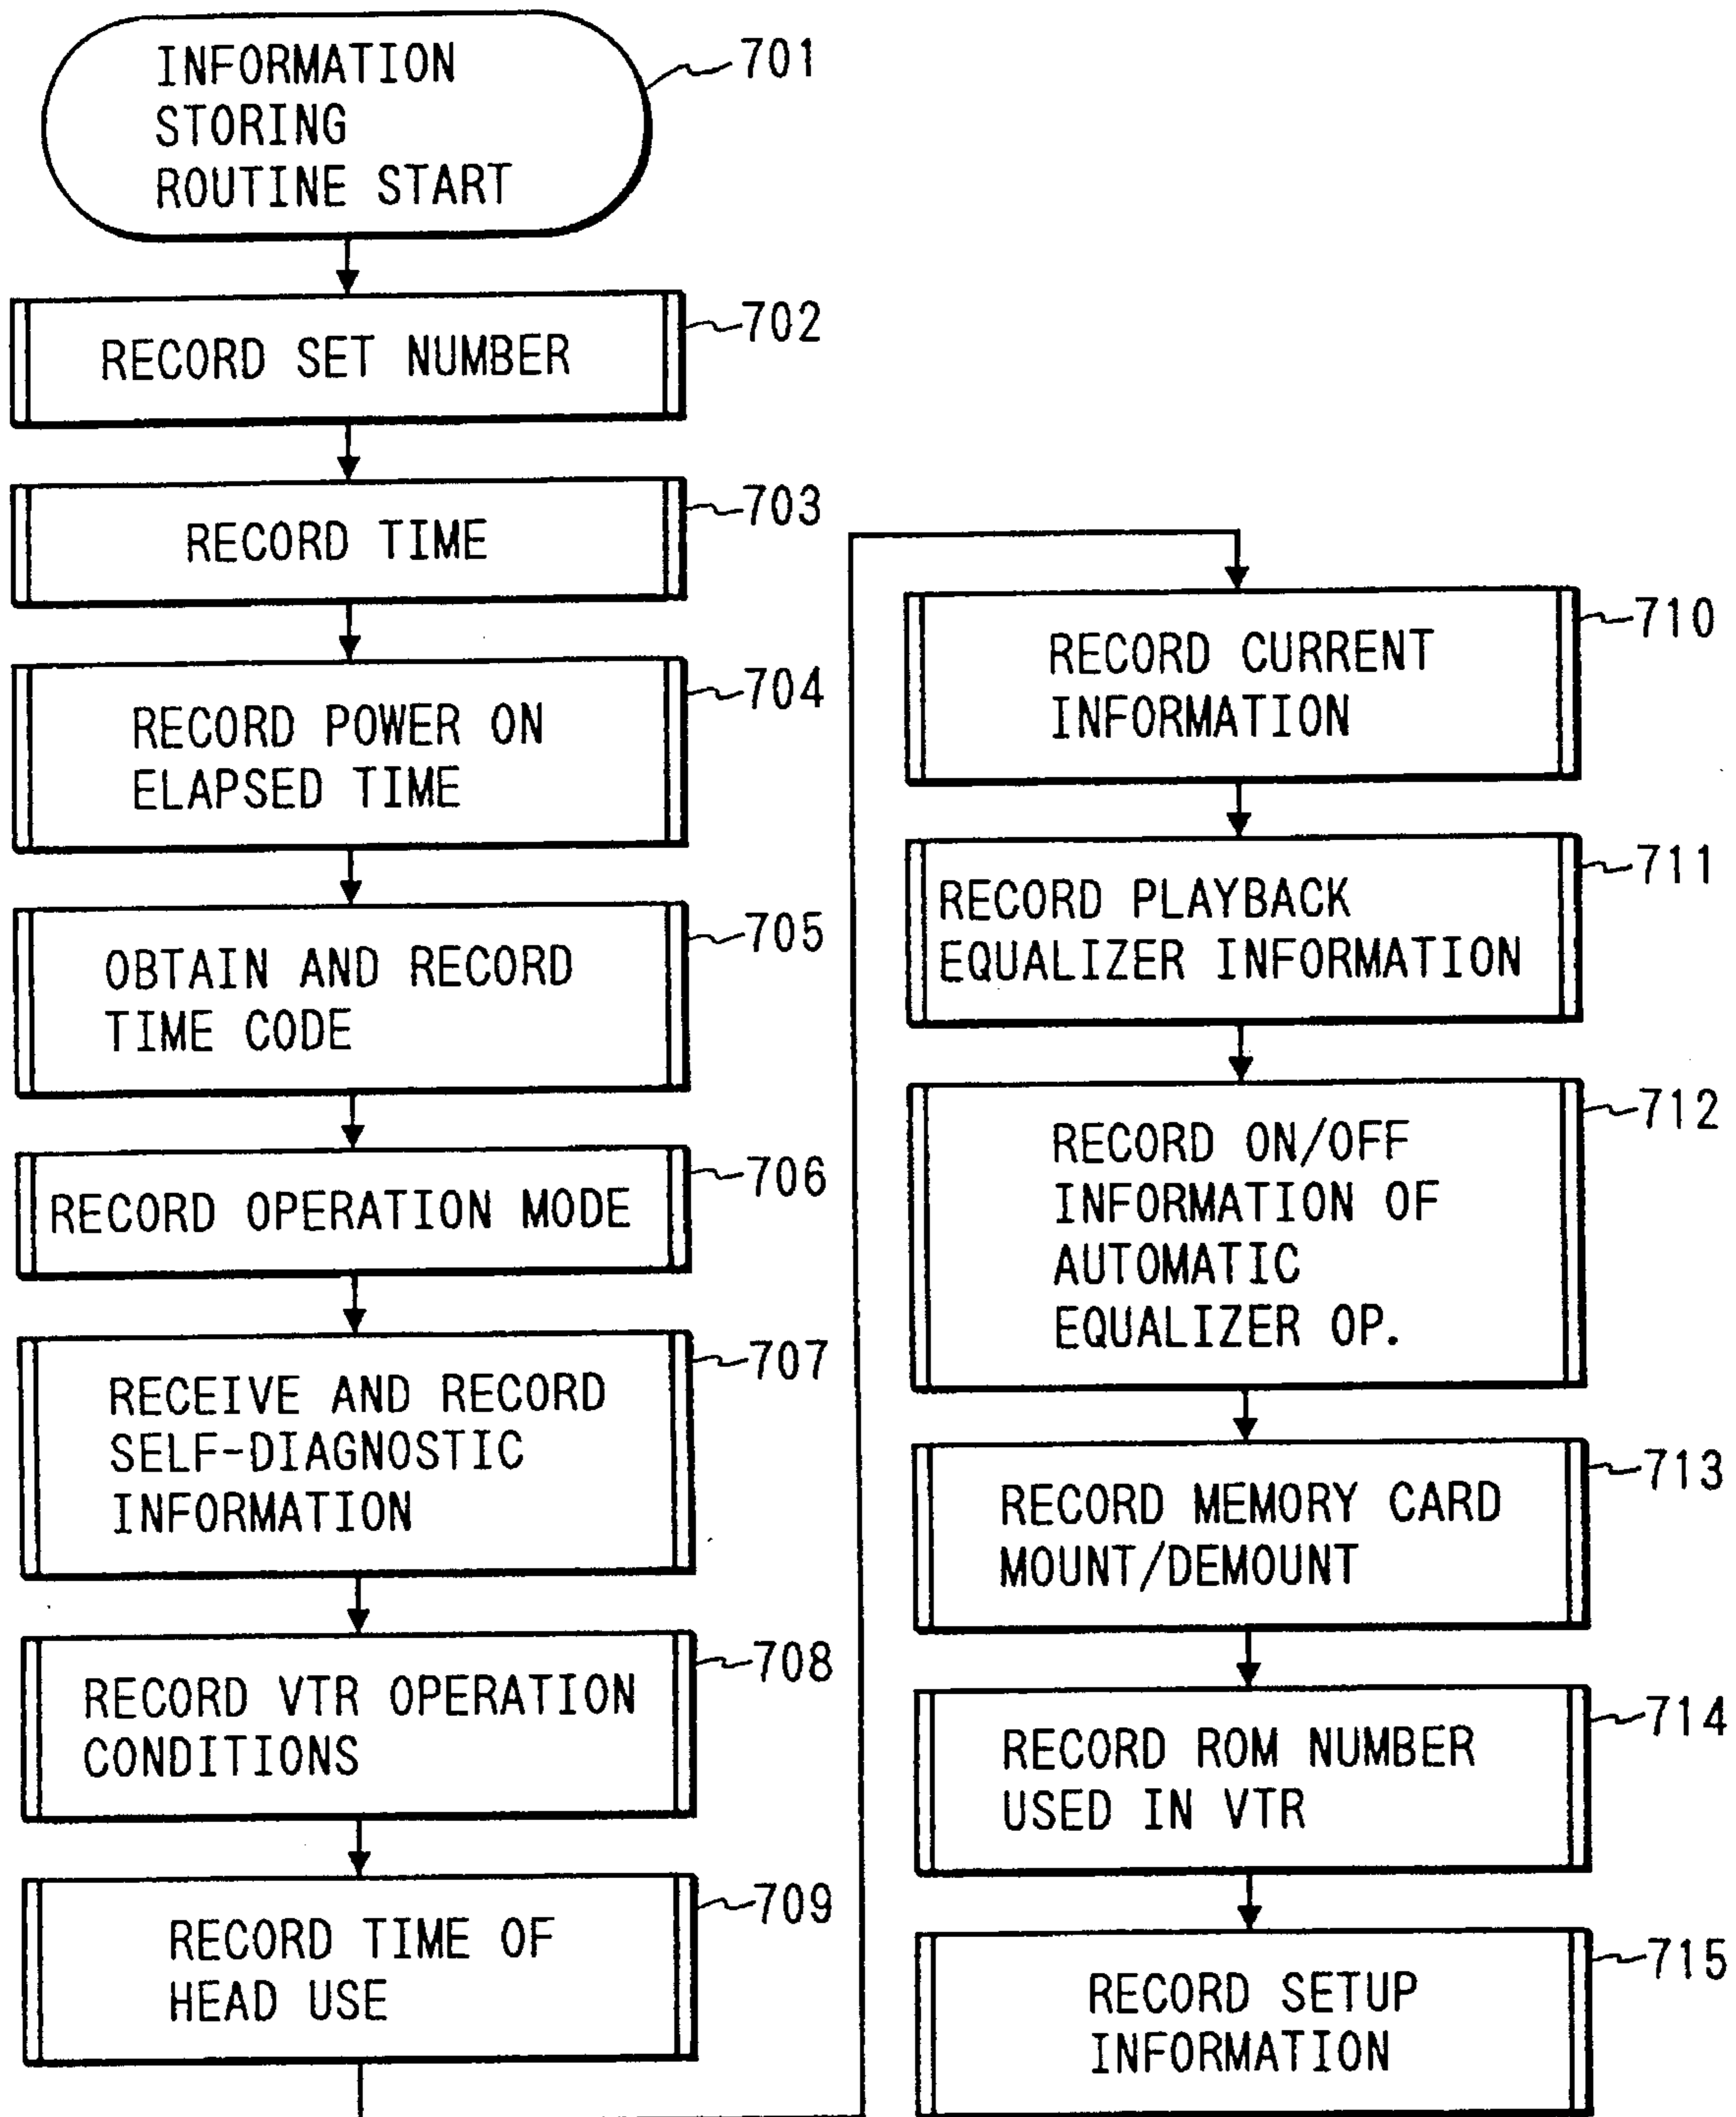 INFORMATION
STORING
ROUTINE START
701
RECORD SET NUMBER
702
RECORD TIME
703
RECORD POWER ON
ELAPSED TIME
704
OBTAIN AND RECORD
TIME CODE
705
RECORD OPERATION MODE
706
RECEIVE AND RECORD
SELF-DIAGNOSTIC
INFORMATION
707
RECORD VTR OPERATION
CONDITIONS
708
RECORD TIME OF
HEAD USE
709
RECORD CURRENT
INFORMATION
710
RECORD PLAYBACK
EQUALIZER INFORMATION
711
RECORD ON/OFF
INFORMATION OF
AUTOMATIC
EQUALIZER OP.
712
RECORD MEMORY CARD
MOUNT/DEMOUNT
713
RECORD ROM NUMBER
USED IN VTR
714
RECORD SETUP
INFORMATION
715